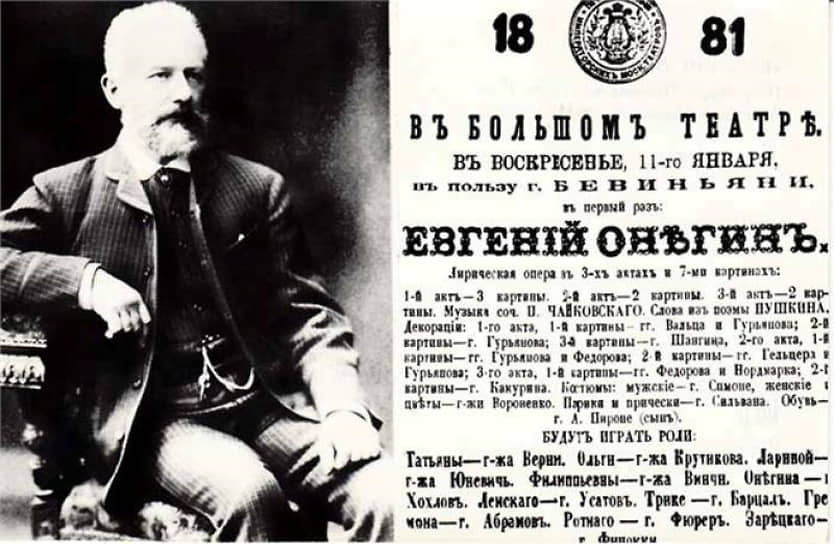 18 81
ВЪ БОЛЬШОМЪ ТЕАТРѢ.
ВЪ ВОСКРЕСЕНЬЕ, 11-го ЯНВАРЯ,
въ пользу г. БЕВИНЬЯНИ,
въ первый разъ:
ЕВГЕНІЙ ОНѢГИНЪ.
Лирическая опера въ 3-хъ актахъ и 7-ми картинахъ:
1-й актъ—3 картины. 2-й актъ—2 картины. 3-й актъ—2 кар-
тины. Музыка соч. П. ЧАЙКОВСКАГО. Слова изъ поэмы ПУШКИНА.
Декораціи: 1-го акта, 1-й картины—гг. Вальца и Гурьянова; 2-й
картины—г. Гурьянова; 3-й картины—г. Шангина, 2-го акта, 1-й
картины—гг. Гурьянова и Федорова; 2-й картины—гг. Гельцера и
Гурьянова; 3-го акта, 1-й картины—гг. Федорова и Нордмарка; 2-й
картины—г. Какурина. Костюмы: мужскіе—г. Симоне, женскіе и
цвѣты—г-жи Вороненко. Парики и прически—г. Сильвана. Обувь—
г. А. Пироне (сынъ).
БУДУТЪ ИГРАТЬ РОЛИ:
Татьяны—г-жа Верни. Ольги—г-жа Крутикова. Лариной—
г-жа Юневичъ. Филипьевны—г-жа Винчи. Онѣгина—г
Хохловъ. Ленскаго—г. Усатовъ. Трике—г. Барцалъ. Гре
мона—г. Абрамовъ. Ротнаго—г. Фюреръ. Зарѣцкаго—